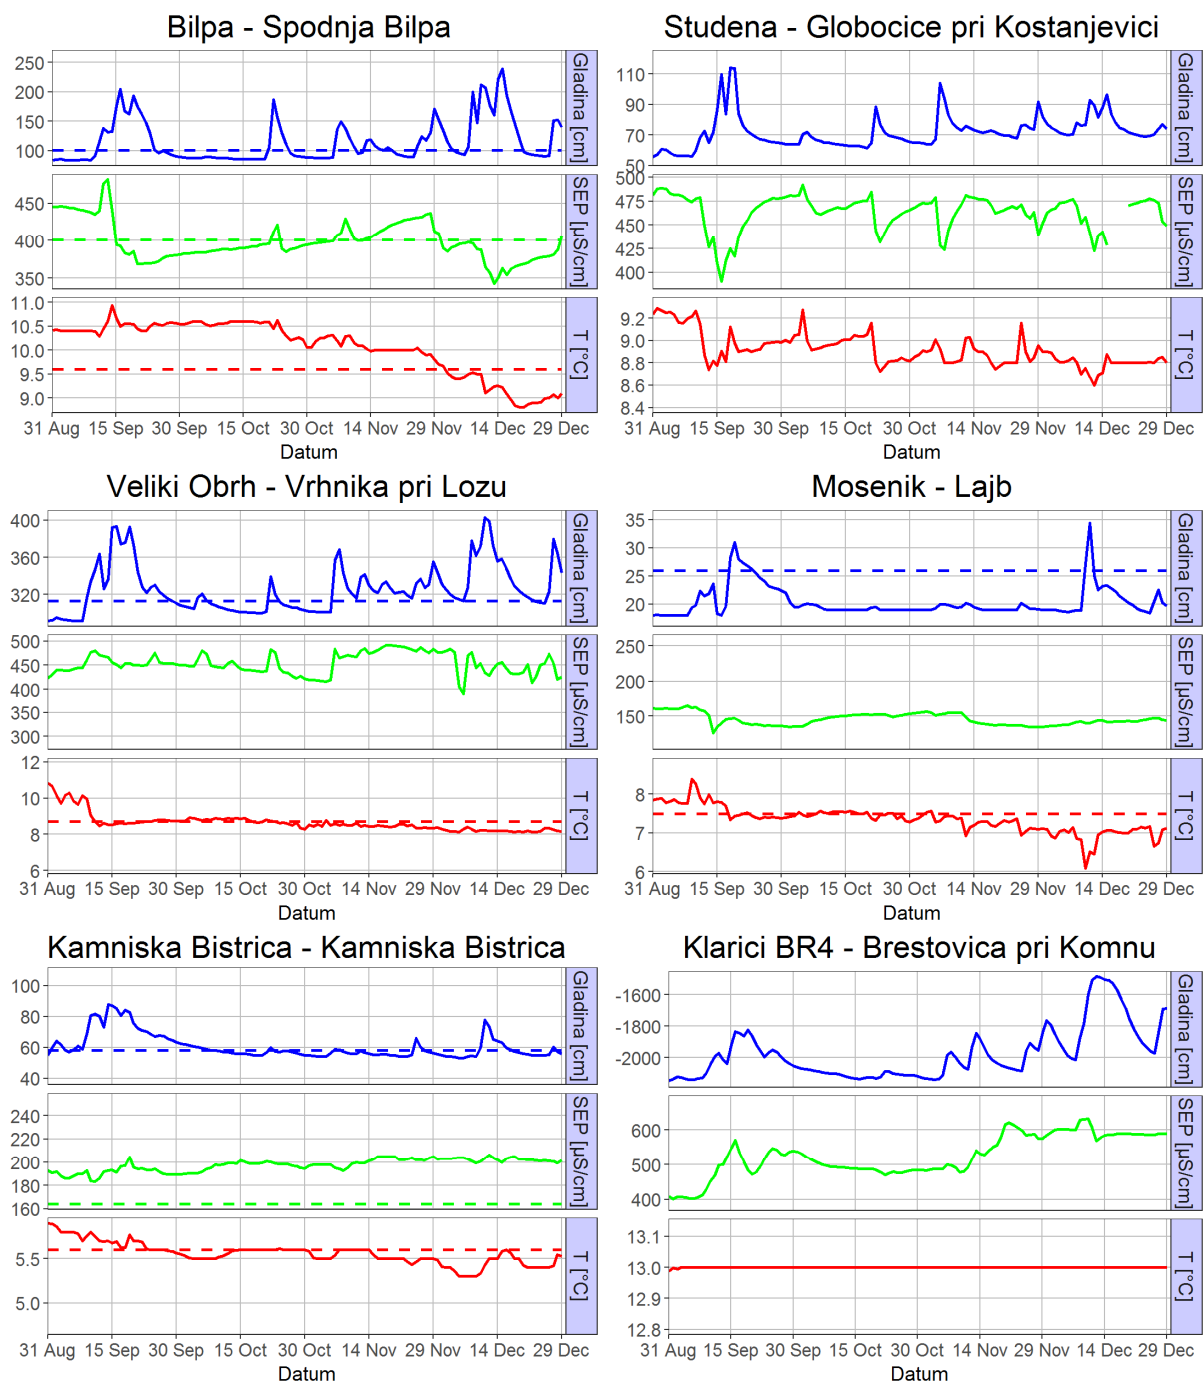 Bilpa - Spodnja Bilpa
250
200
150
100
Gladina [cm]
450
400
350
SEP [µS/cm]
11.0
10.5
10.0
9.5
9.0
T [°C]
31 Aug 15 Sep 30 Sep 15 Oct 30 Oct 14 Nov 29 Nov 14 Dec 29 Dec
Datum
Studena - Globocice pri Kostanjevici
110
90
70
50
Gladina [cm]
500
475
450
425
400
SEP [µS/cm]
9.2
9.0
8.8
8.6
8.4
T [°C]
31 Aug 15 Sep 30 Sep 15 Oct 30 Oct 14 Nov 29 Nov 14 Dec 29 Dec
Datum
Veliki Obrh - Vrhnika pri Lozu
400
360
320
Gladina [cm]
500
450
400
350
300
SEP [µS/cm]
12
10
8
6
T [°C]
31 Aug 15 Sep 30 Sep 15 Oct 30 Oct 14 Nov 29 Nov 14 Dec 29 Dec
Datum
Mosenik - Lajb
35
30
25
20
Gladina [cm]
250
200
150
SEP [µS/cm]
8
7
6
T [°C]
31 Aug 15 Sep 30 Sep 15 Oct 30 Oct 14 Nov 29 Nov 14 Dec 29 Dec
Datum
Kamniska Bistrica - Kamniska Bistrica
100
80
60
40
Gladina [cm]
240
220
200
180
160
SEP [µS/cm]
5.5
5.0
T [°C]
31 Aug 15 Sep 30 Sep 15 Oct 30 Oct 14 Nov 29 Nov 14 Dec 29 Dec
Datum
Klarici BR4 - Brestovica pri Komnu
-1600
-1800
-2000
Gladina [cm]
600
500
400
SEP [µS/cm]
13.1
13.0
12.9
12.8
T [°C]
31 Aug 15 Sep 30 Sep 15 Oct 30 Oct 14 Nov 29 Nov 14 Dec 29 Dec
Datum